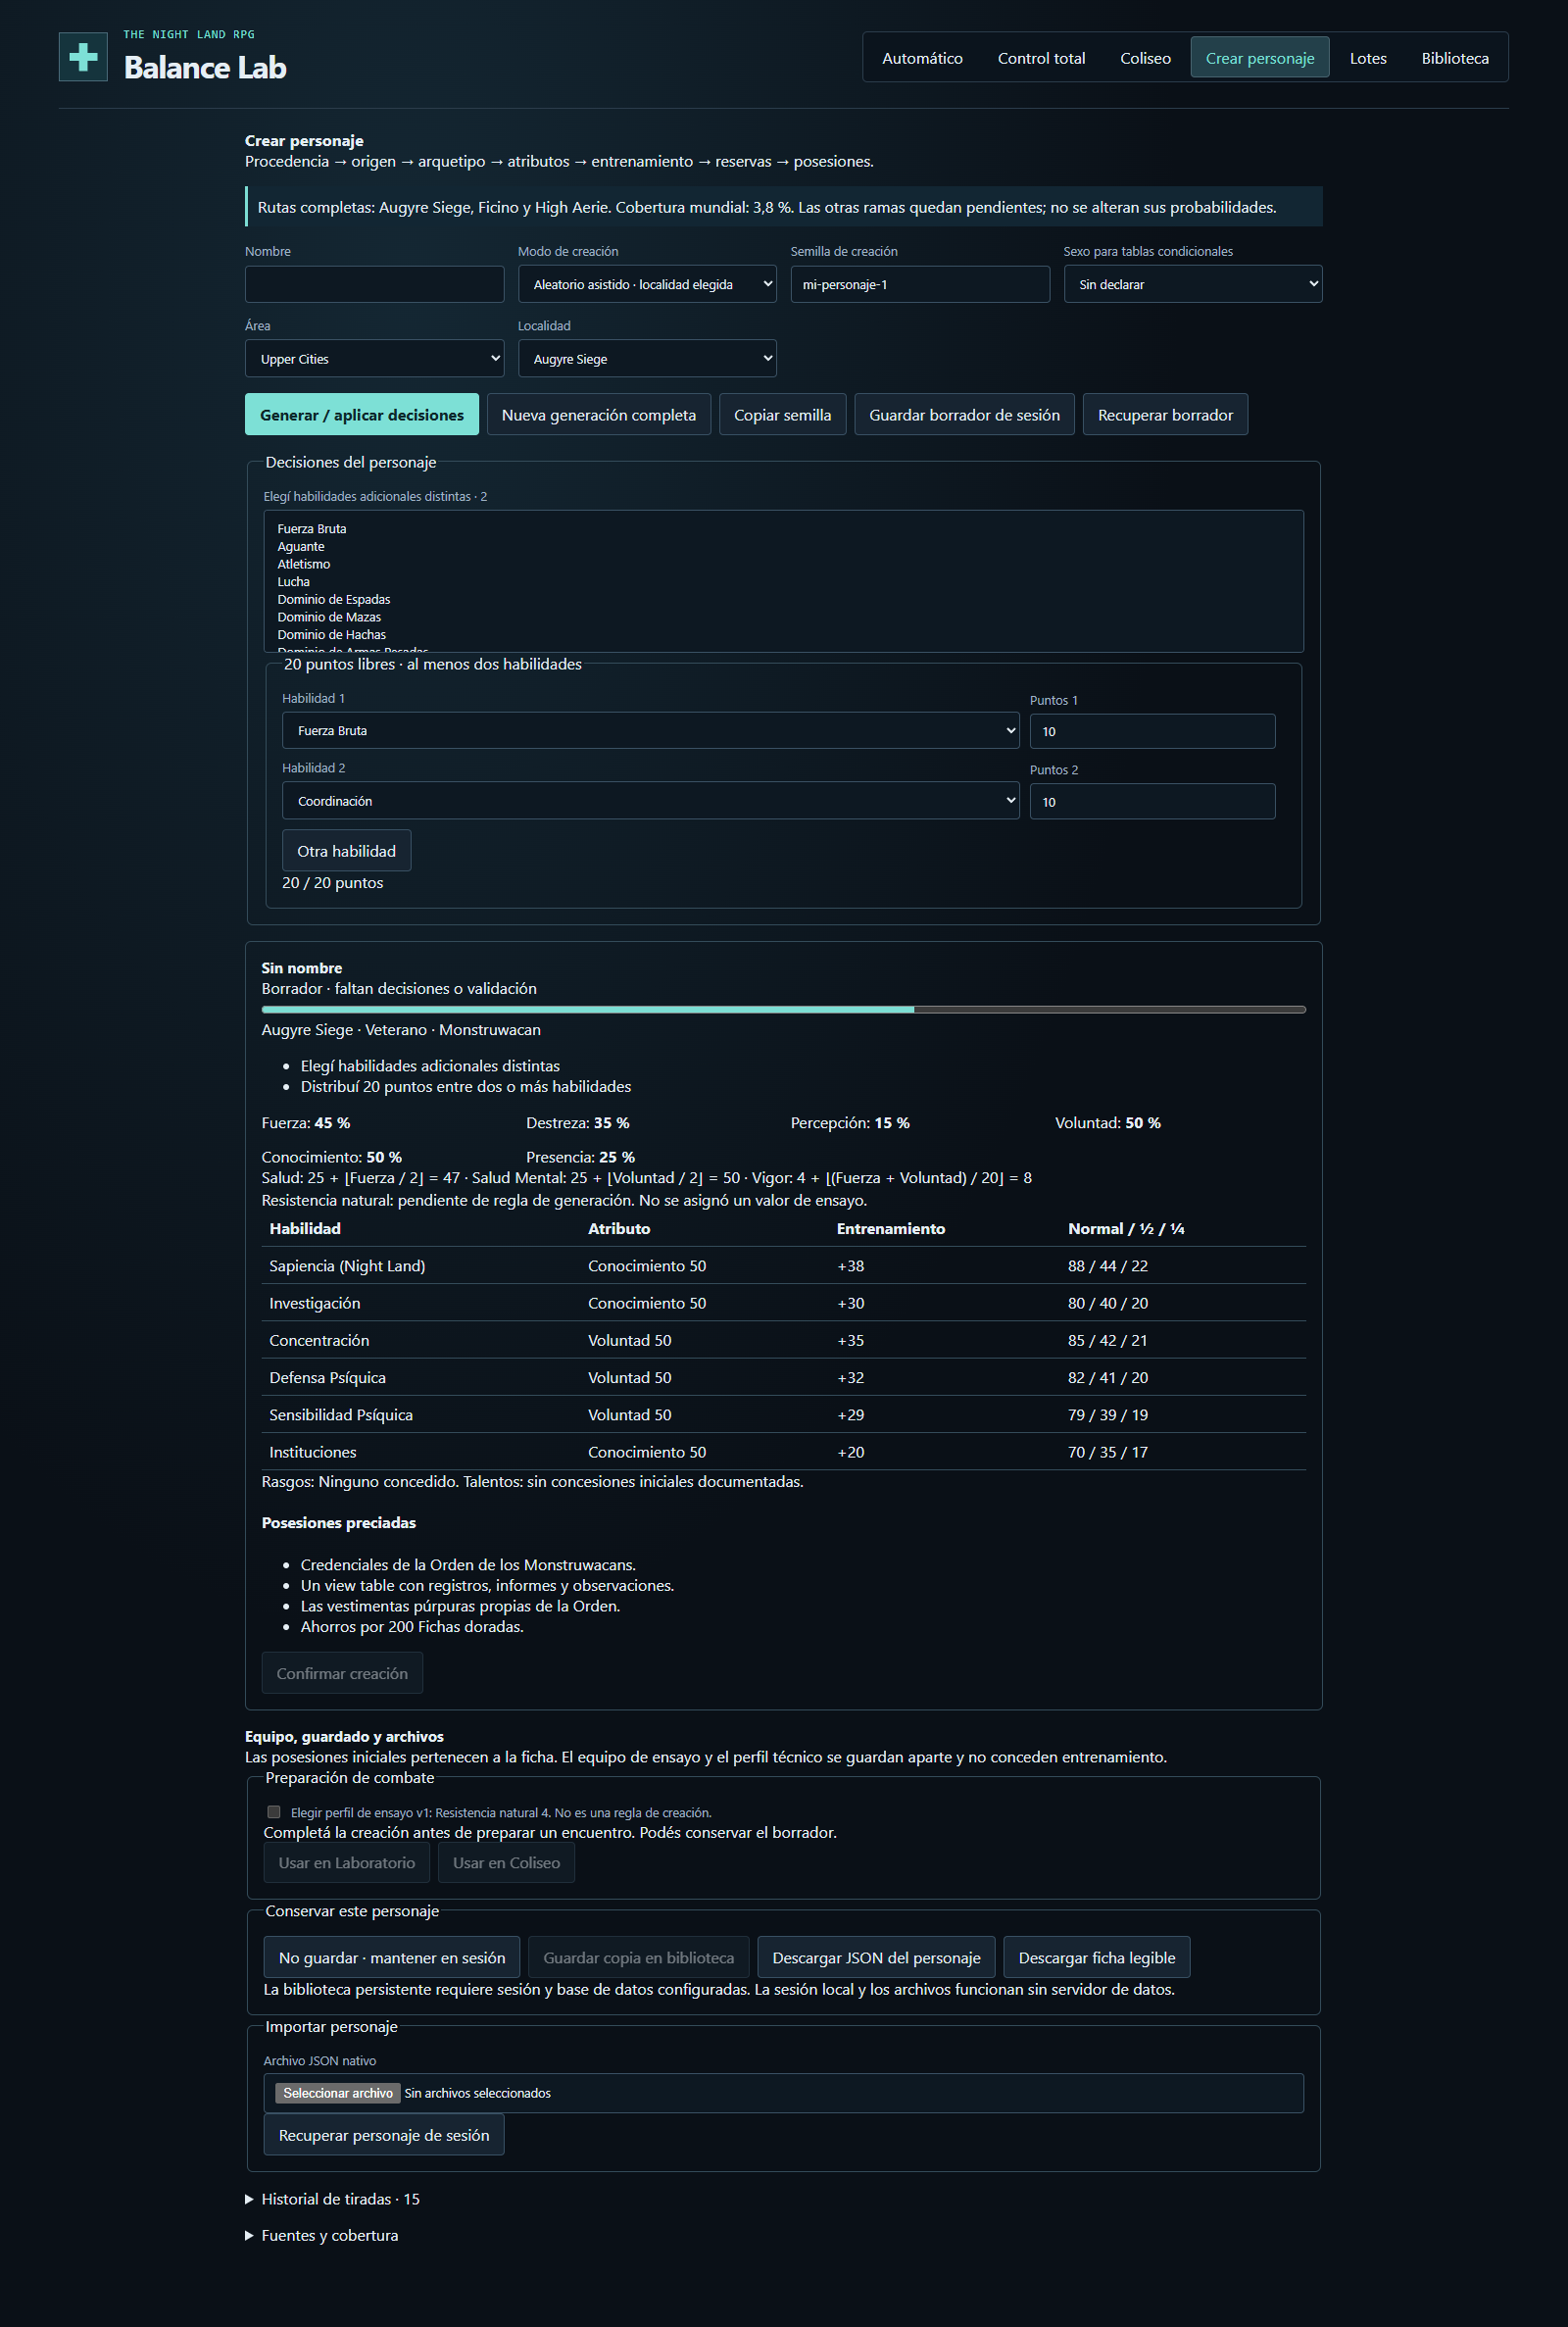 THE NIGHT LAND RPG
Balance Lab
Automático
Control total
Coliseo
Crear personaje
Lotes
Biblioteca
Crear personaje
Procedencia → origen → arquetipo → atributos → entrenamiento → reservas → posesiones.
Rutas completas: Augyre Siege, Ficino y High Aerie. Cobertura mundial: 3,8 %. Las otras ramas quedan pendientes; no se alteran sus probabilidades.
Nombre
Modo de creación
Semilla de creación
Sexo para tablas condicionales
Aleatorio asistido · localidad elegida
mi-personaje-1
Sin declarar
Área
Localidad
Upper Cities
Augyre Siege
Generar / aplicar decisiones
Nueva generación completa
Copiar semilla
Guardar borrador de sesión
Recuperar borrador
Decisiones del personaje
Elegí habilidades adicionales distintas · 2
Fuerza Bruta
Aguante
Atletismo
Lucha
Dominio de Espadas
Dominio de Mazas
Dominio de Hachas
Dominio de Armas Pesadas
20 puntos libres · al menos dos habilidades
Habilidad 1
Puntos 1
Fuerza Bruta
10
Habilidad 2
Puntos 2
Coordinación
10
Otra habilidad
20 / 20 puntos
Sin nombre
Borrador · faltan decisiones o validación
Augyre Siege · Veterano · Monstruwacan
• Elegí habilidades adicionales distintas
• Distribuí 20 puntos entre dos o más habilidades
Fuerza: 45 %
Destreza: 35 %
Percepción: 15 %
Voluntad: 50 %
Conocimiento: 50 %
Presencia: 25 %
Salud: 25 + ⌊Fuerza / 2⌋ = 47 · Salud Mental: 25 + ⌊Voluntad / 2⌋ = 50 · Vigor: 4 + ⌊(Fuerza + Voluntad) / 20⌋ = 8
Resistencia natural: pendiente de regla de generación. No se asignó un valor de ensayo.
Habilidad Atributo Entrenamiento Normal / ½ / ¼
Sapiencia (Night Land) Conocimiento 50 +38 88 / 44 / 22
Investigación Conocimiento 50 +30 80 / 40 / 20
Concentración Voluntad 50 +35 85 / 42 / 21
Defensa Psíquica Voluntad 50 +32 82 / 41 / 20
Sensibilidad Psíquica Voluntad 50 +29 79 / 39 / 19
Instituciones Conocimiento 50 +20 70 / 35 / 17
Rasgos: Ninguno concedido. Talentos: sin concesiones iniciales documentadas.
Posesiones preciadas
• Credenciales de la Orden de los Monstruwacans.
• Un view table con registros, informes y observaciones.
• Las vestimentas púrpuras propias de la Orden.
• Ahorros por 200 Fichas doradas.
Confirmar creación
Equipo, guardado y archivos
Las posesiones iniciales pertenecen a la ficha. El equipo de ensayo y el perfil técnico se guardan aparte y no conceden entrenamiento.
Preparación de combate
Elegir perfil de ensayo v1: Resistencia natural 4. No es una regla de creación.
Completá la creación antes de preparar un encuentro. Podés conservar el borrador.
Usar en Laboratorio
Usar en Coliseo
Conservar este personaje
No guardar · mantener en sesión
Guardar copia en biblioteca
Descargar JSON del personaje
Descargar ficha legible
La biblioteca persistente requiere sesión y base de datos configuradas. La sesión local y los archivos funcionan sin servidor de datos.
Importar personaje
Archivo JSON nativo
Seleccionar archivo Sin archivos seleccionados
Recuperar personaje de sesión
Historial de tiradas · 15
Fuentes y cobertura